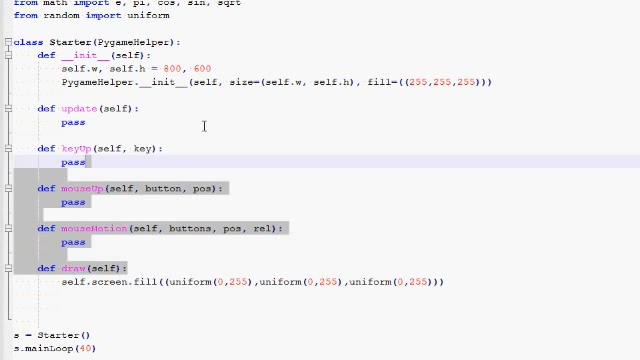 from math import e, pi, cos, sin, sqrt
from random import uniform
class Starter(PygameHelper):
def __init__(self):
self.w, self.h = 800, 600
PygameHelper.__init__(self, size=(self.w, self.h), fill=((255,255,255)))
def update(self):
pass
def keyUp(self, key):
pass
def mouseUp(self, button, pos):
pass
def mouseMotion(self, buttons, pos, rel):
pass
def draw(self):
self.screen.fill((uniform(0,255),uniform(0,255),uniform(0,255)))
s = Starter()
s.mainLoop(40)